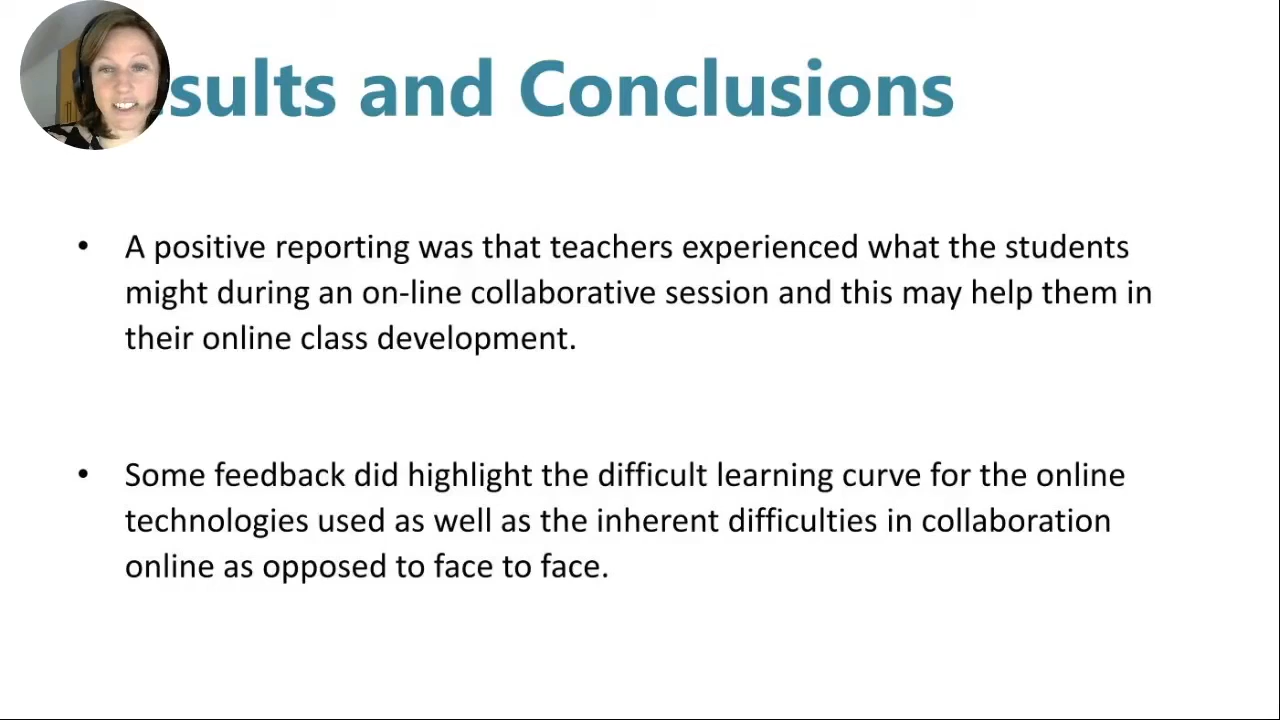 sults and Conclusions
• A positive reporting was that teachers experienced what the students
might during an on-line collaborative session and this may help them in
their online class development.
• Some feedback did highlight the difficult learning curve for the online
technologies used as well as the inherent difficulties in collaboration
online as opposed to face to face.